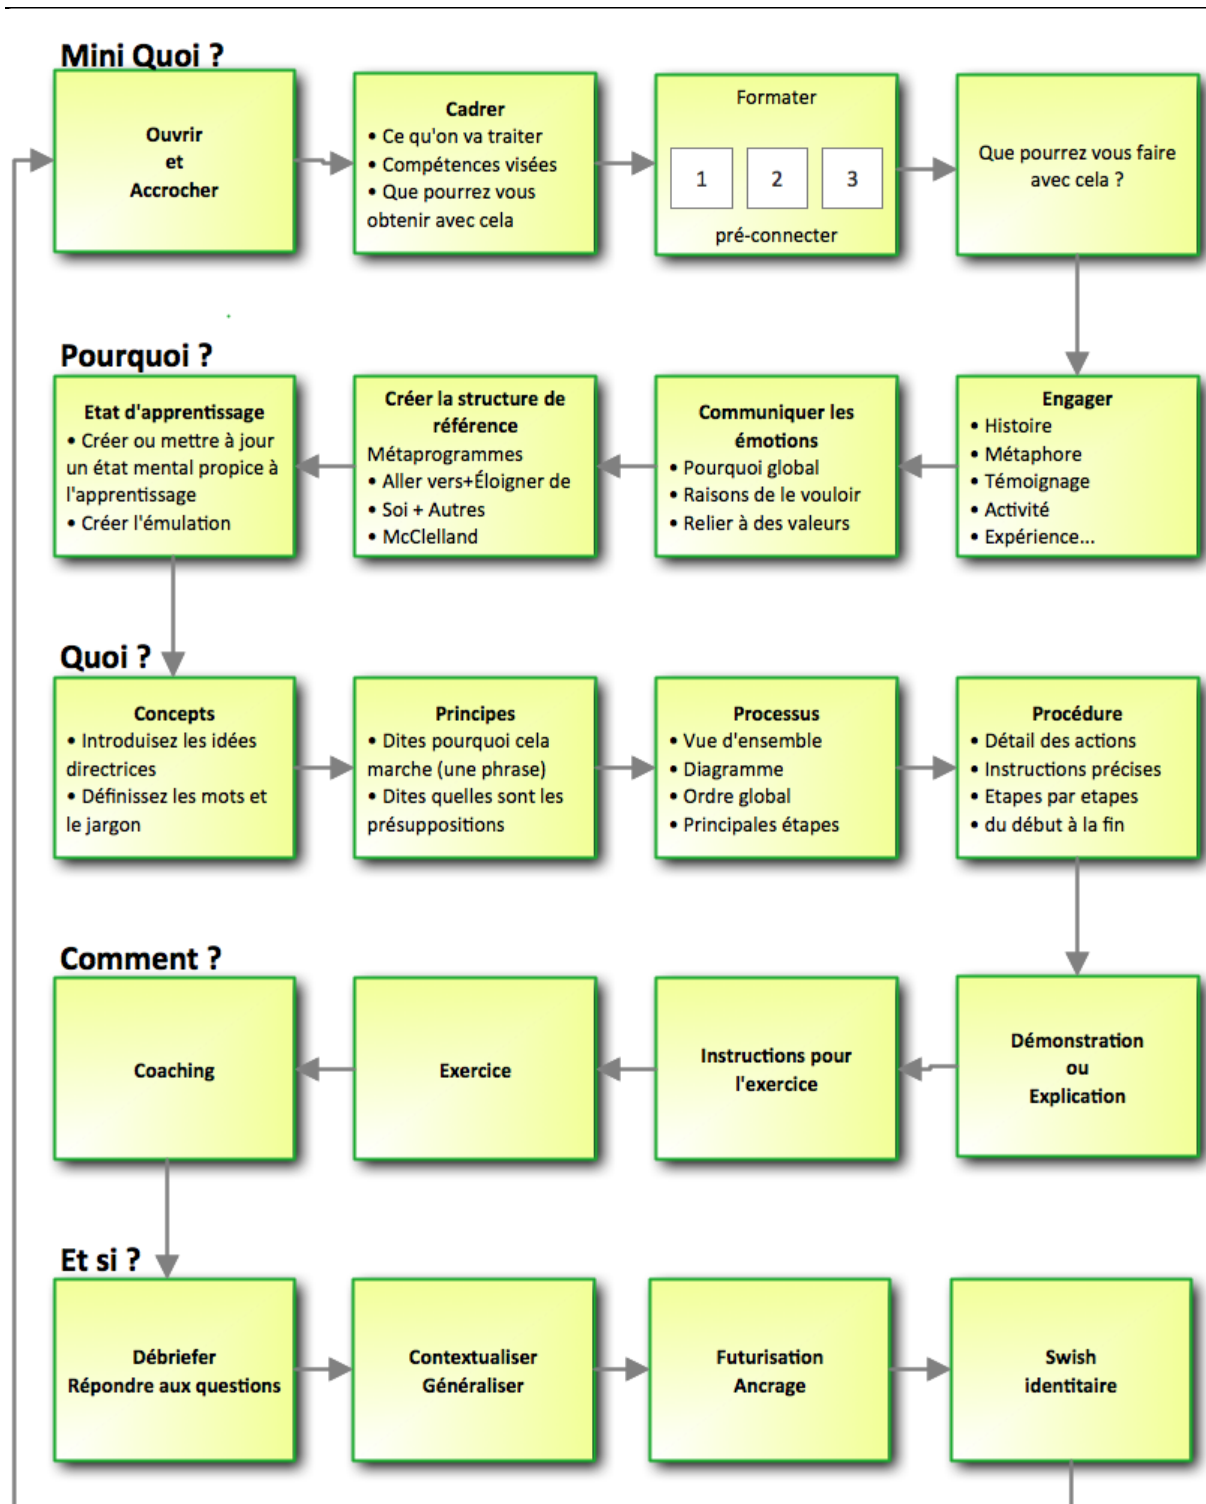 Mini Quoi ?
Ouvrir
et
Accrocher
Cadrer
• Ce qu'on va traiter
• Compétences visées
• Que pourrez vous
obtenir avec cela
Formater
1 2 3
pré-connecter
Que pourrez vous faire
avec cela ?
Pourquoi ?
Etat d'apprentissage
• Créer ou mettre à jour
un état mental propice à
l'apprentissage
• Créer l'émulation
Créer la structure de
référence
Métaprogrammes
• Aller vers+Éloigner de
• Soi + Autres
• McClelland
Communiquer les
émotions
• Pourquoi global
• Raisons de le vouloir
• Relier à des valeurs
Engager
• Histoire
• Métaphore
• Témoignage
• Activité
• Expérience...
Quoi ?
Concepts
• Introduisez les idées
directrices
• Définissez les mots et
le jargon
Principes
• Dites pourquoi cela
marche (une phrase)
• Dites quelles sont les
présuppositions
Processus
• Vue d'ensemble
• Diagramme
• Ordre global
• Principales étapes
Procédure
• Détail des actions
• Instructions précises
• Etapes par etapes
• du début à la fin
Comment ?
Coaching
Exercice
Instructions pour
l'exercice
Démonstration
ou
Explication
Et si ?
Débriefer
Répondre aux questions
Contextualiser
Généraliser
Futurisation
Ancrage
Swish
identitaire